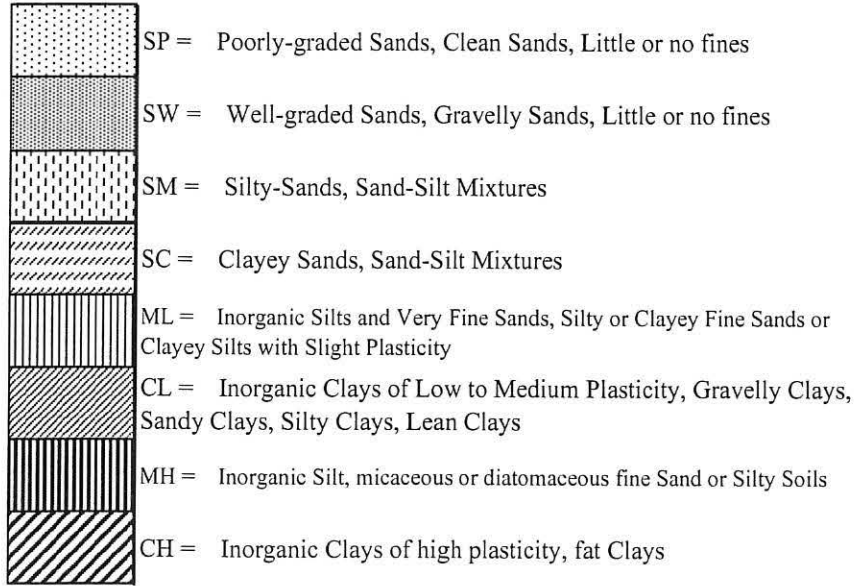 SP = Poorly-graded Sands, Clean Sands, Little or no fines
SW = Well-graded Sands, Gravelly Sands, Little or no fines
SM = Silty-Sands, Sand-Silt Mixtures
SC = Clayey Sands, Sand-Silt Mixtures
ML = Inorganic Silts and Very Fine Sands, Silty or Clayey Fine Sands or
Clayey Silts with Slight Plasticity
CL = Inorganic Clays of Low to Medium Plasticity, Gravelly Clays,
Sandy Clays, Silty Clays, Lean Clays
MH = Inorganic Silt, micaceous or diatomaceous fine Sand or Silty Soils
CH = Inorganic Clays of high plasticity, fat Clays